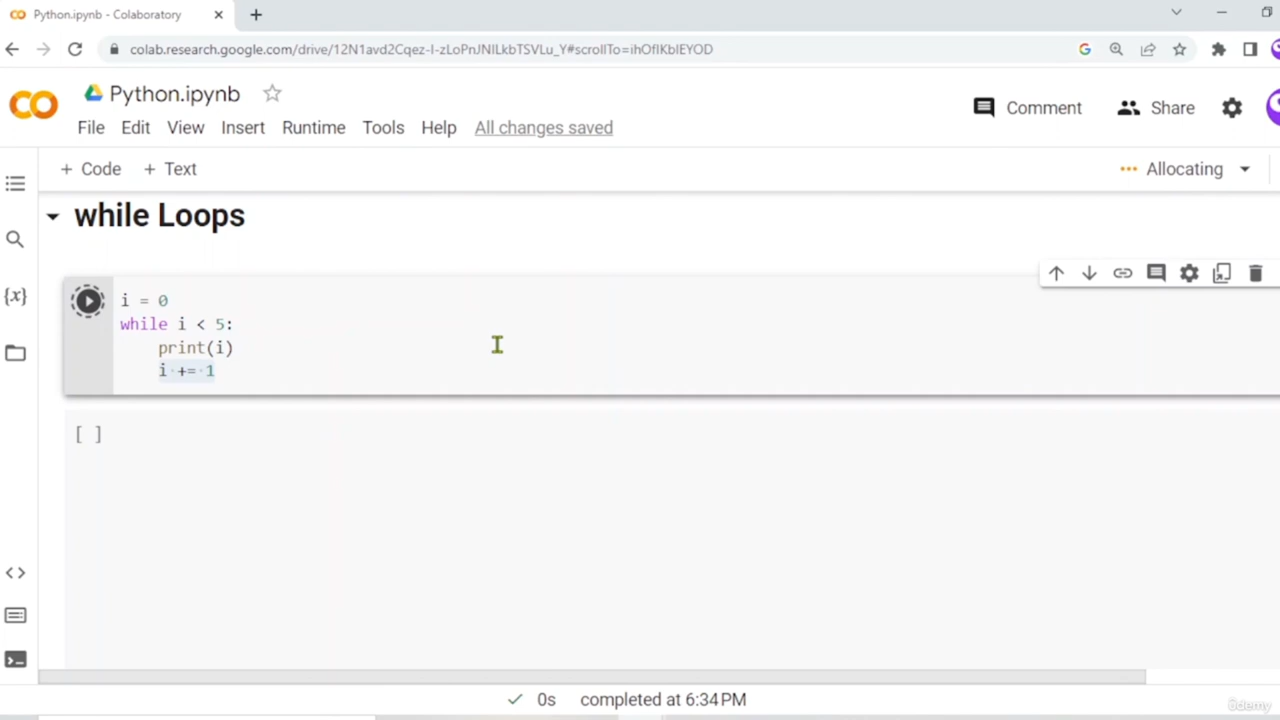 Python.ipynb - Colaboratory
colab.research.google.com/drive/12N1avd2Cqez-I-zLoPnJNILkbTSVLu_Y#scrollTo=ihOfIKbIEYOD
Python.ipynb
Comment
Share
File Edit View Insert Runtime Tools Help All changes saved
+ Code + Text
Allocating
while Loops
i = 0
while i < 5:
print(i)
i += 1
[ ]
0s completed at 6:34 PM
ûdemy